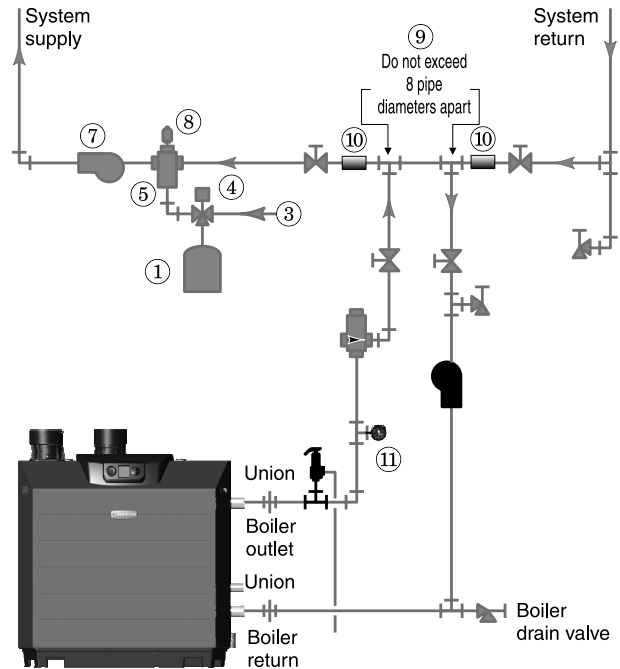 System
supply
System
return
⑨
Do not exceed
8 pipe
diameters apart
⑦
⑧
⑩
⑩
⑤
④
③
①
⑪
Union
Boiler
outlet
Union
Boiler
return
Boiler
drain valve